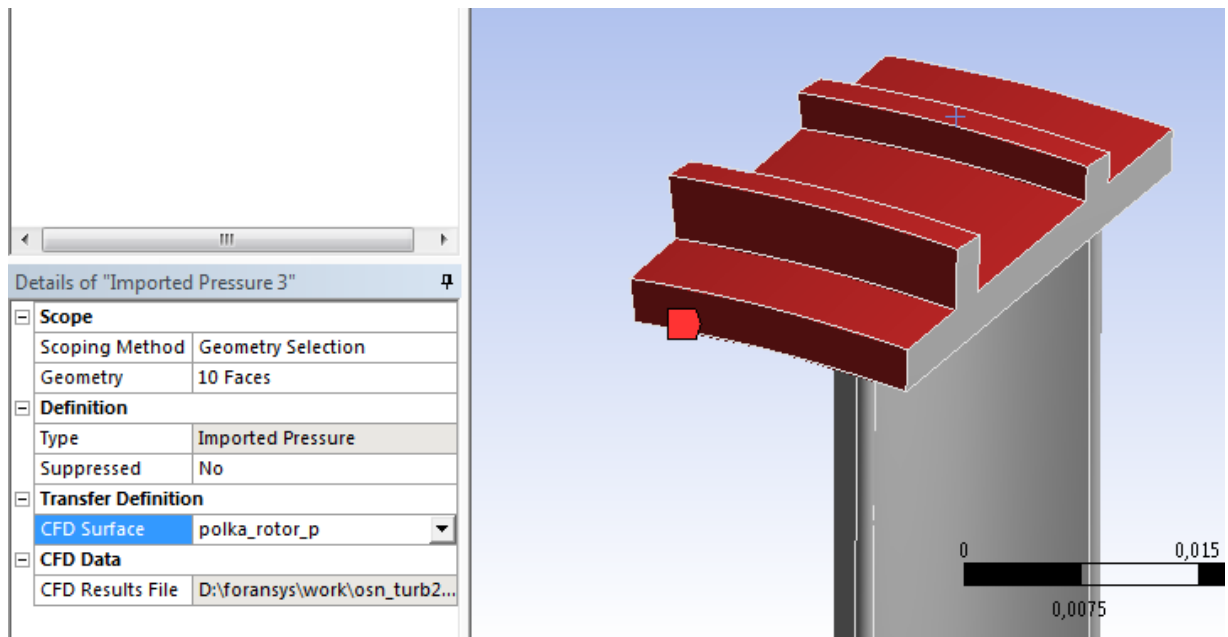 Details of "Imported Pressure 3"
Scope
Scoping Method Geometry Selection
Geometry 10 Faces
Definition
Type Imported Pressure
Suppressed No
Transfer Definition
CFD Surface polka_rotor_p
CFD Data
CFD Results File D:\foransys\work\osn_turb2...
0 0,015
0,0075